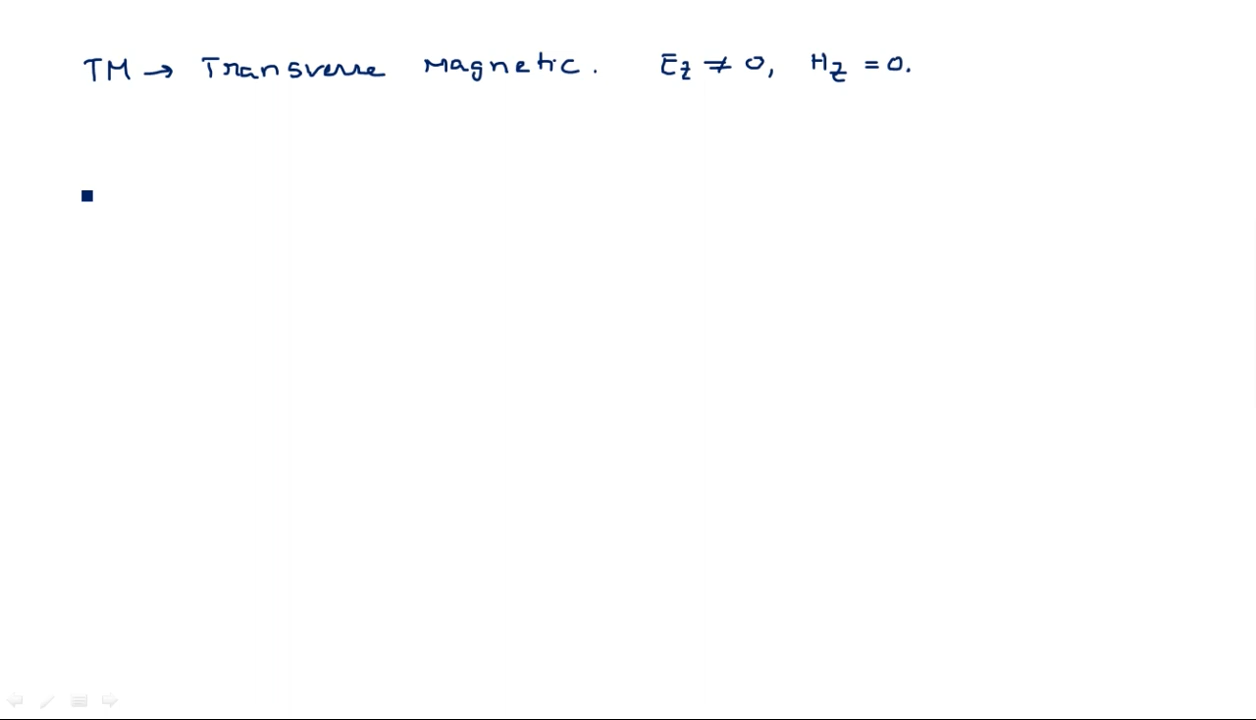 TM → Transverse Magnetic. Ez ≠ 0, Hz = 0.